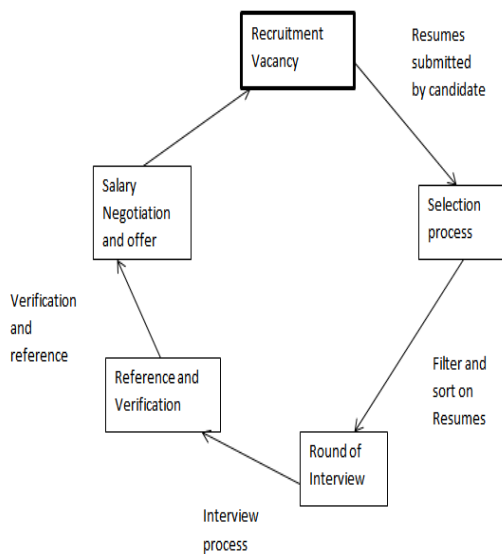 Recruitment
Vacancy
Resumes
submitted
by candidate
Selection
process
Filter and
sort on
Resumes
Round of
Interview
Interview
process
Reference and
Verification
Verification
and
reference
Salary
Negotiation
and offer